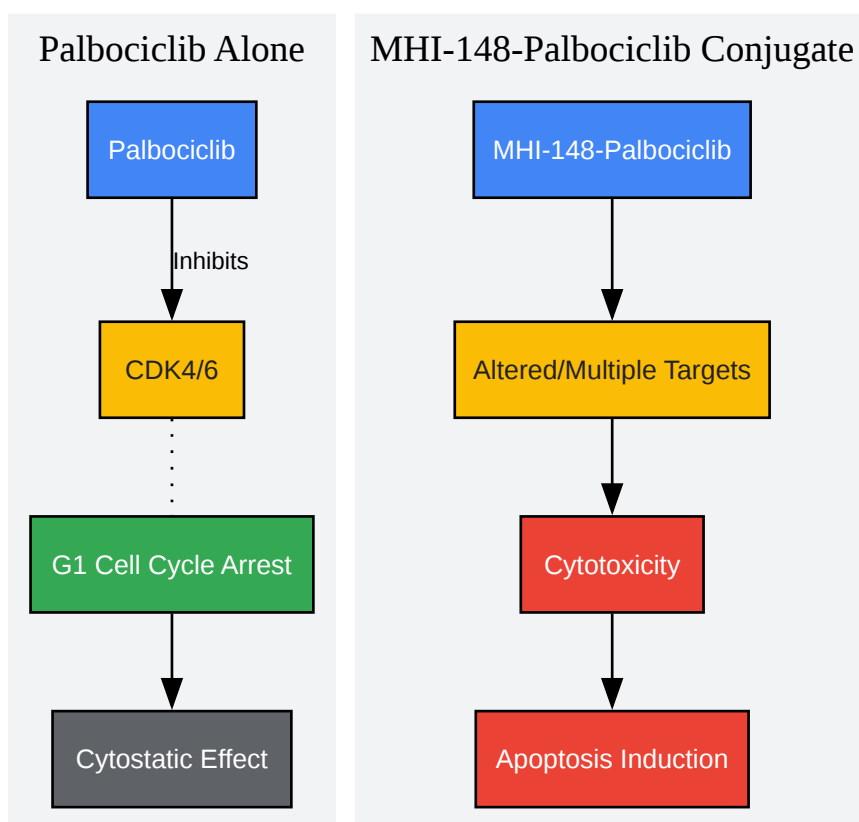 Palbociclib Alone
Palbociclib
Inhibits
CDK4/6
G1 Cell Cycle Arrest
Cytostatic Effect
MHI-148-Palbociclib Conjugate
MHI-148-Palbociclib
Altered/Multiple Targets
Cytotoxicity
Apoptosis Induction